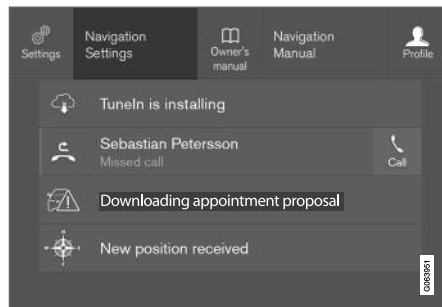 Settings
Navigation
Settings
Owner's
manual
Navigation
Manual
Profile
TuneIn is installing
Sebastian Petersson
Missed call
Call
Downloading appointment proposal
New position received
G063951